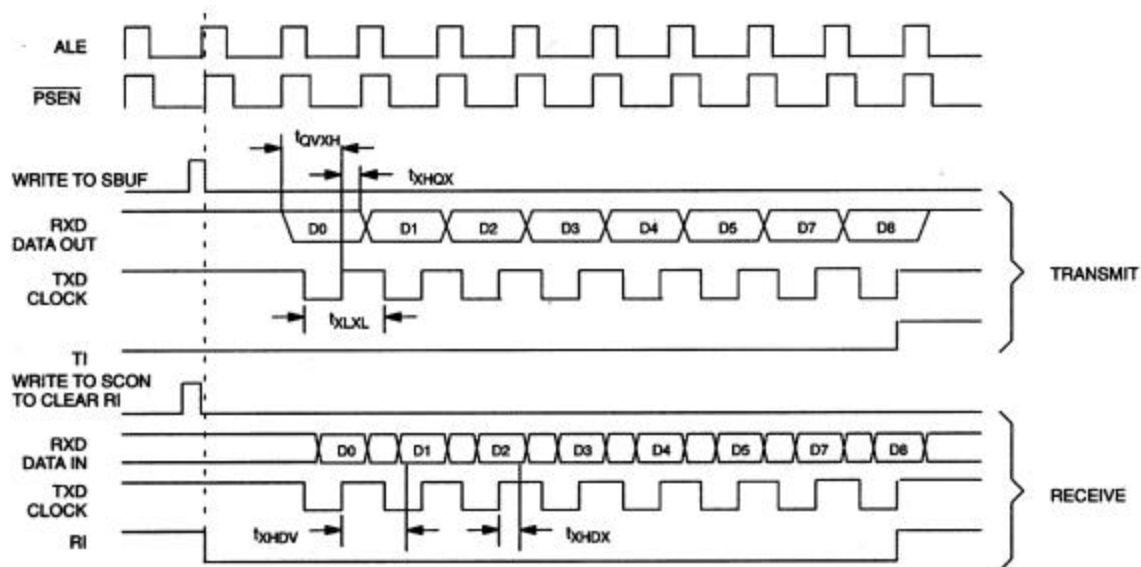 ALE
PSEN
tQVXH
tXHQX
WRITE TO SBUF
RXD
DATA OUT
D0 D1 D2 D3 D4 D5 D7 D8
TXD
CLOCK
TRANSMIT
tXLXL
TI
WRITE TO SCON
TO CLEAR RI
RXD
DATA IN
D0 D1 D2 D3 D4 D5 D7 D8
TXD
CLOCK
RECEIVE
tXHDV
tXHDX
RI